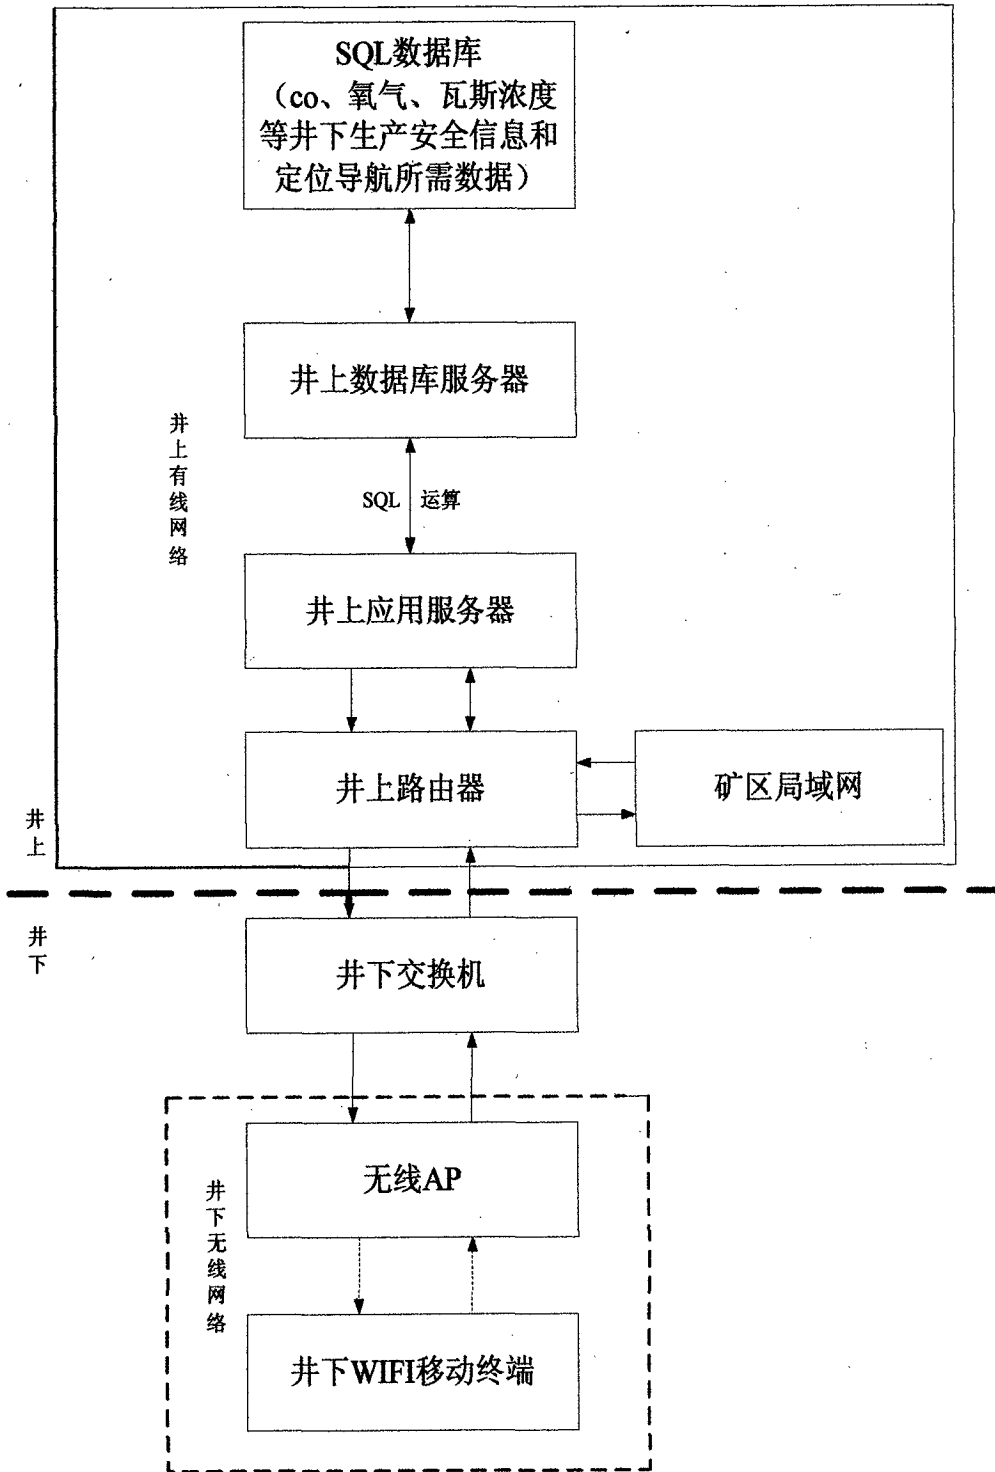 SQL数据库
（co、氧气、瓦斯浓度
等井下生产安全信息和
定位导航所需数据）
井上数据库服务器
井上有线网络
SQL 运算
井上应用服务器
井上路由器
矿区局域网
井上
井下
井下交换机
无线AP
井下无线网络
井下WIFI移动终端